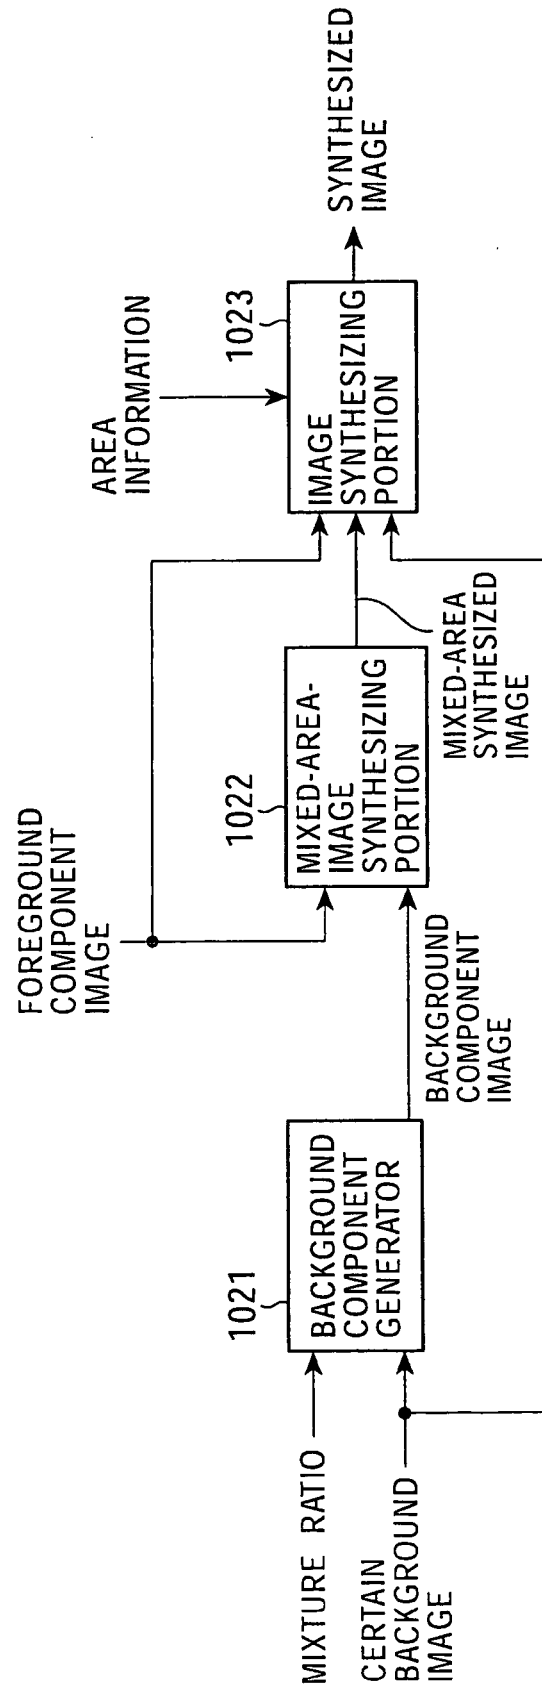 MIXTURE RATIO
CERTAIN
BACKGROUND
IMAGE
1021
BACKGROUND
COMPONENT
GENERATOR
BACKGROUND
COMPONENT
IMAGE
FOREGROUND
COMPONENT
IMAGE
1022
MIXED-AREA-
IMAGE
SYNTHESIZING
PORTION
MIXED-AREA
SYNTHESIZED
IMAGE
AREA
INFORMATION
1023
IMAGE
SYNTHESIZING
PORTION
SYNTHESIZED
IMAGE